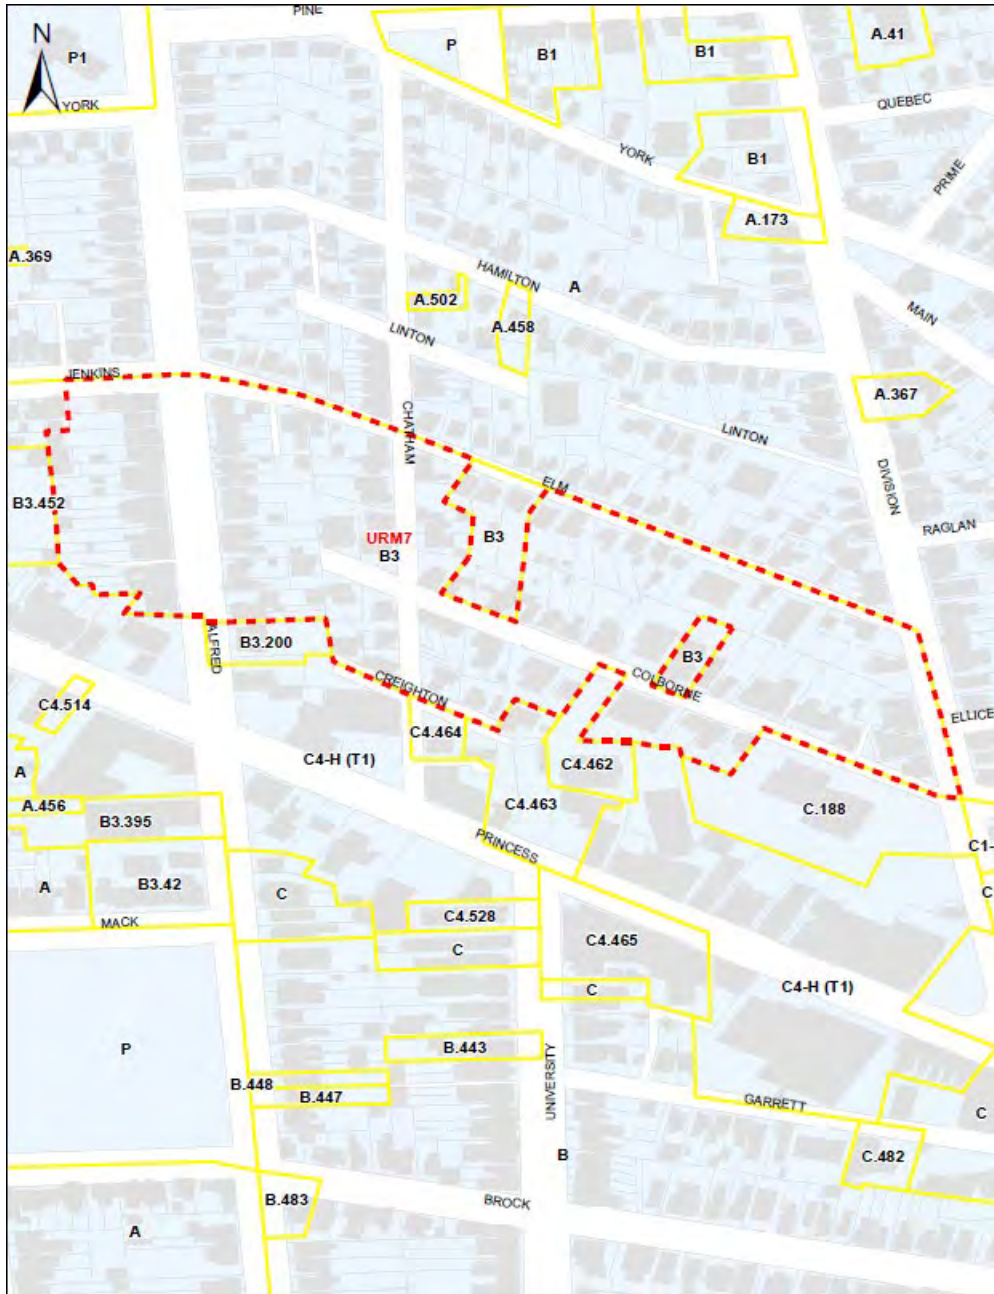 PINE
N
P
B1
B1
A.41
P1
YORK
QUEBEC
YORK
B1
PRIME
A.173
A.369
HAMILTON
A
A.502
A.458
LINTON
MAIN
JENKINS
A.367
CHATHAM
LINTON
ELM
DIVISION
B3.452
URM7
B3
B3
RAGLAN
ALFRED
B3.200
B3
COLBORNE
CREIGHTON
C4.514
C4.464
ELLICE
C4-H (T1)
C4.462
A
C4.463
A.456
B3.395
C.188
PRINCESS
C1-
A
B3.42
C
C
MACK
C4.528
C4.465
C
C
C4-H (T1)
P
B.443
UNIVERSITY
B.448
B.447
GARRETT
C
B
C.482
B.483
BROCK
A